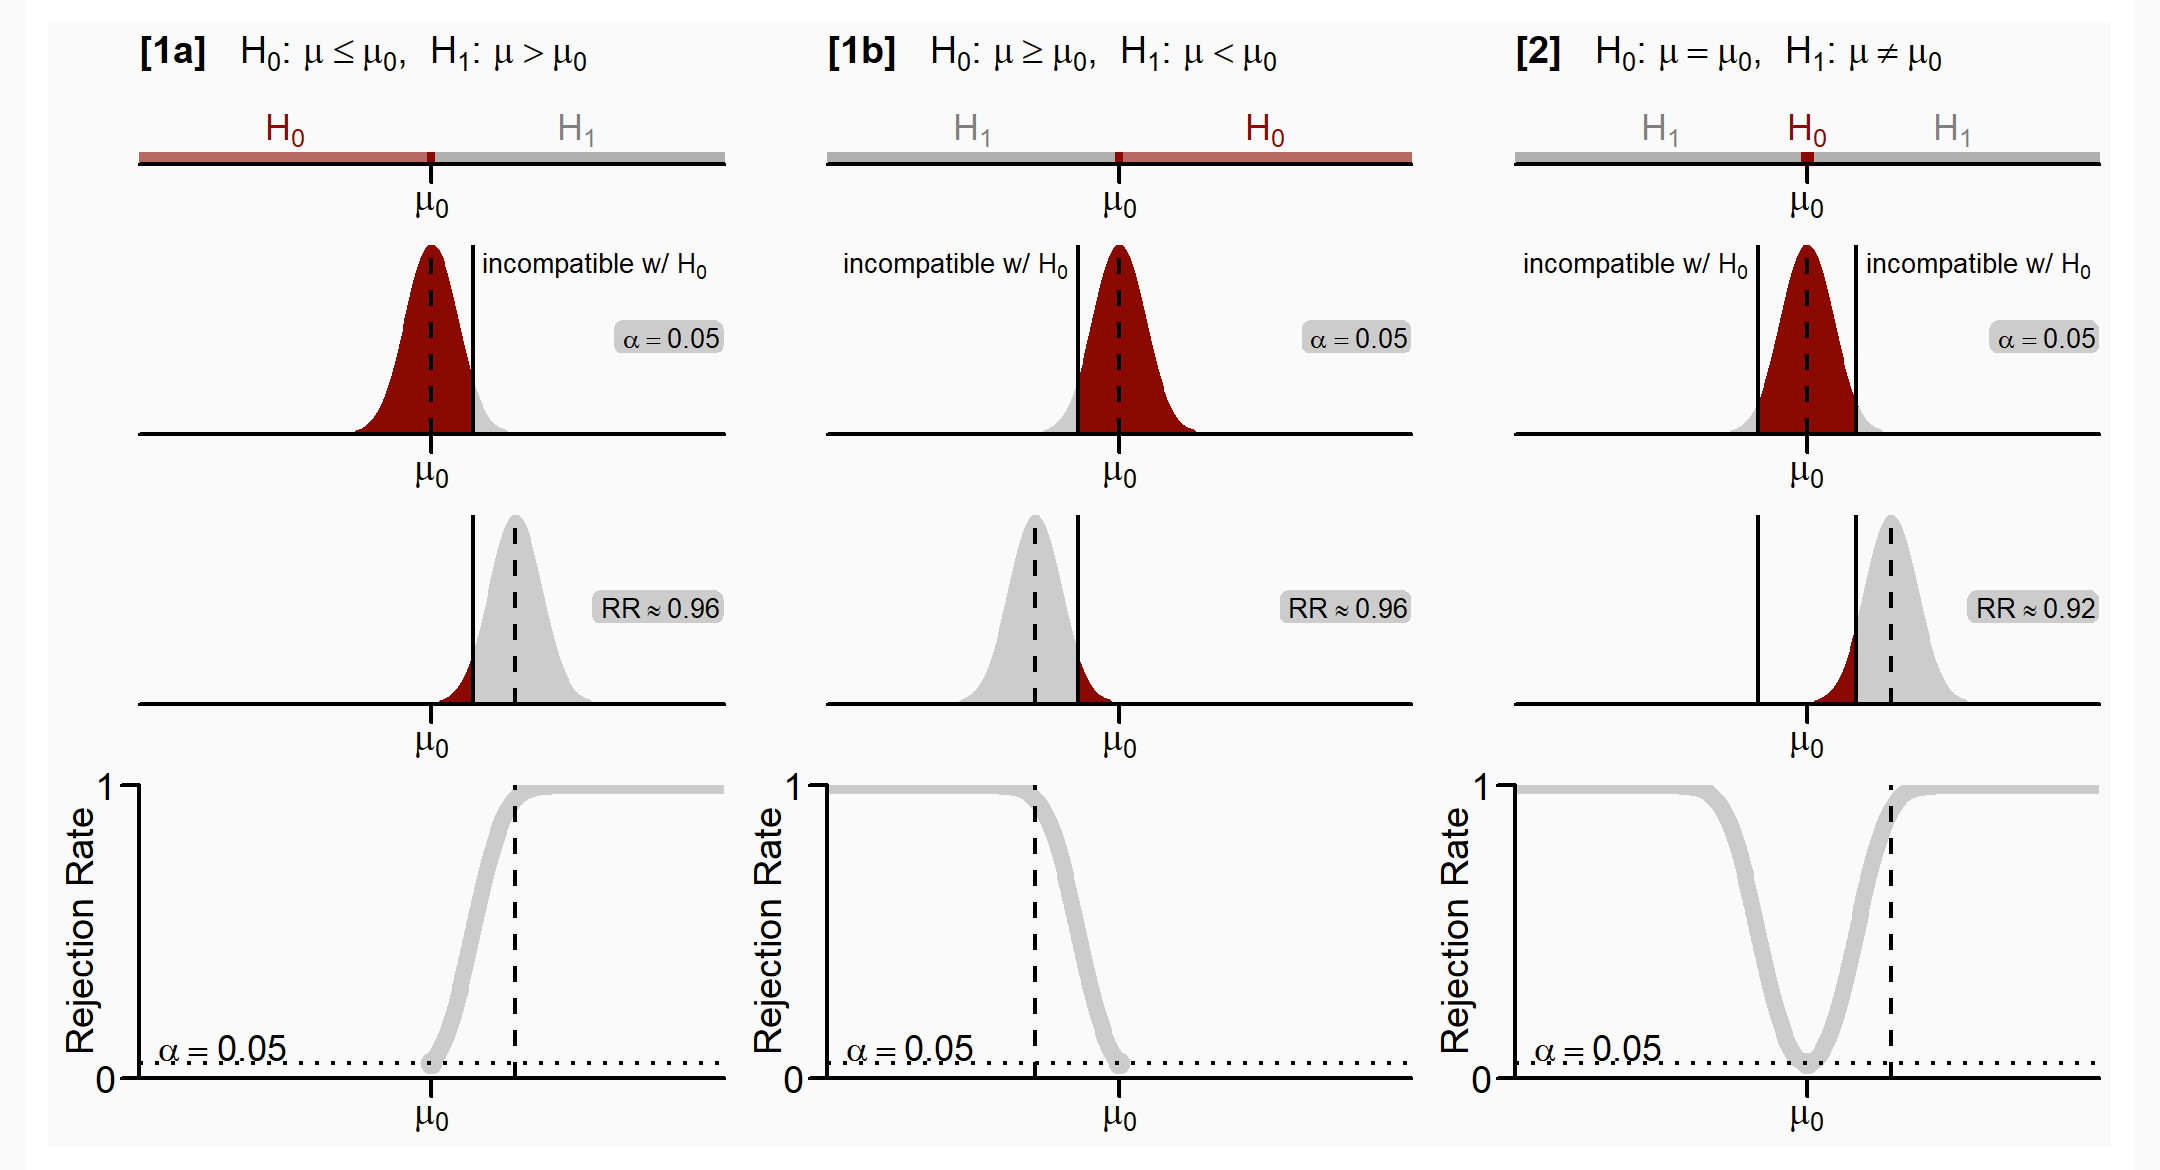 [1a] H₀: μ ≤ μ₀, H₁: μ > μ₀
H₀ H₁
μ₀
incompatible w/ H₀
α = 0.05
μ₀
RR ≈ 0.96
μ₀
1
Rejection Rate
α = 0.05
0
μ₀
[1b] H₀: μ ≥ μ₀, H₁: μ < μ₀
H₁ H₀
μ₀
incompatible w/ H₀
α = 0.05
μ₀
RR ≈ 0.96
μ₀
1
Rejection Rate
α = 0.05
0
μ₀
[2] H₀: μ = μ₀, H₁: μ ≠ μ₀
H₁ H₀ H₁
μ₀
incompatible w/ H₀ incompatible w/ H₀
α = 0.05
μ₀
RR ≈ 0.92
μ₀
1
Rejection Rate
α = 0.05
0
μ₀